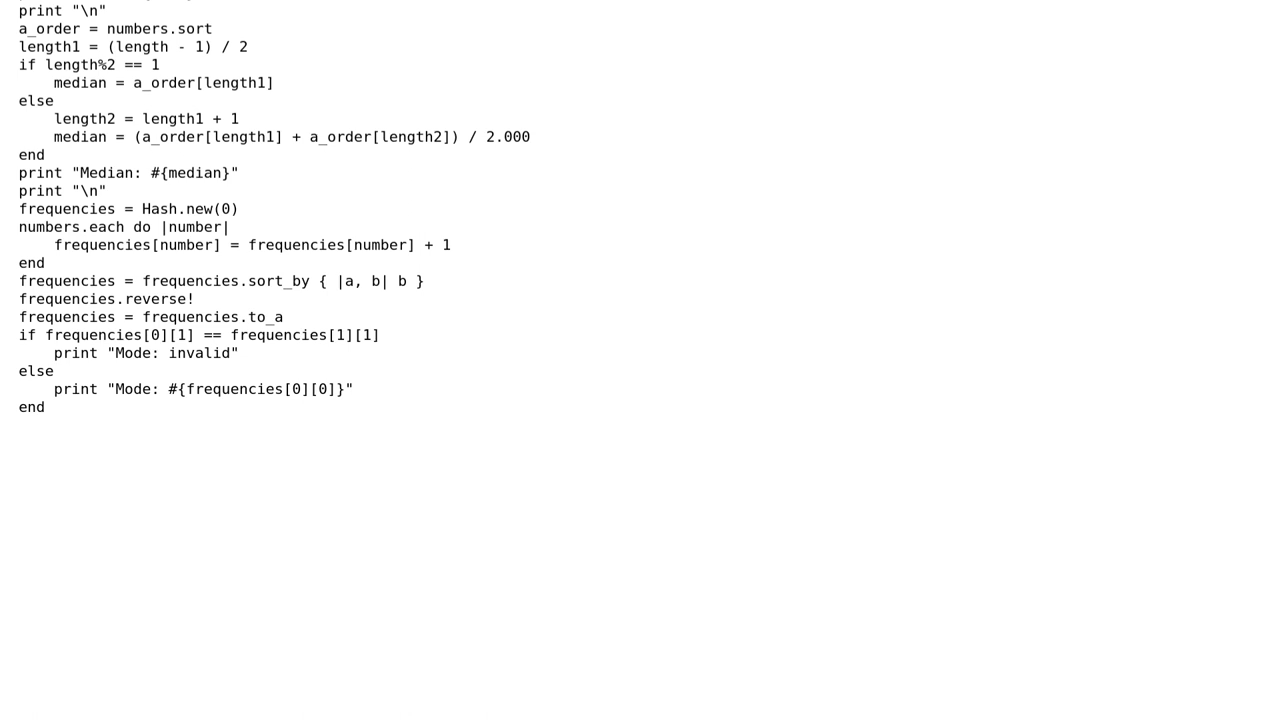 print "\n"
a_order = numbers.sort
length1 = (length - 1) / 2
if length%2 == 1
    median = a_order[length1]
else
    length2 = length1 + 1
    median = (a_order[length1] + a_order[length2]) / 2.000
end
print "Median: #{median}"
print "\n"
frequencies = Hash.new(0)
numbers.each do |number|
    frequencies[number] = frequencies[number] + 1
end
frequencies = frequencies.sort_by { |a, b| b }
frequencies.reverse!
frequencies = frequencies.to_a
if frequencies[0][1] == frequencies[1][1]
    print "Mode: invalid"
else
    print "Mode: #{frequencies[0][0]}"
end